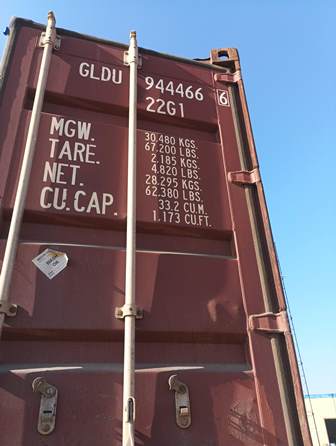 GLDU 944466 6
22G1
MGW. 30.480 KGS.
67.200 LBS.
TARE. 2.185 KGS.
4.820 LBS.
NET. 28.295 KGS.
62.380 LBS.
CU.CAP. 33.2 CU.M.
1.173 CU.FT.